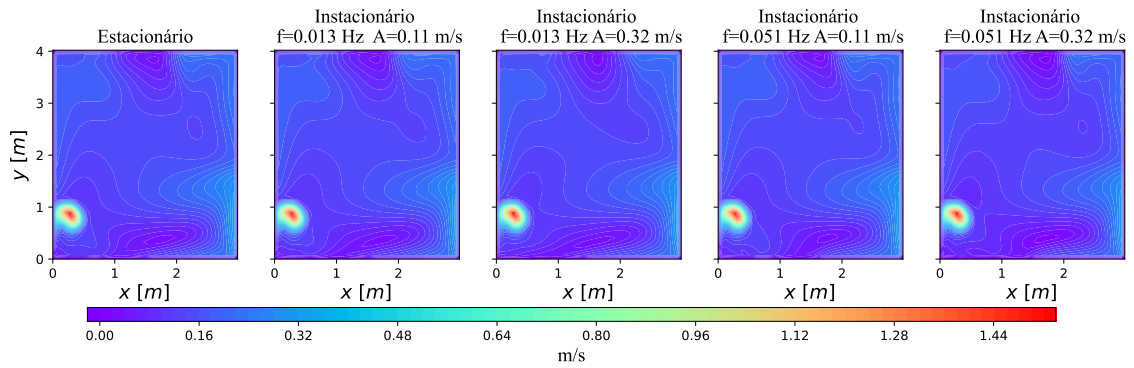 Estacionário
Instacionário
f=0.013 Hz  A=0.11 m/s
Instacionário
f=0.013 Hz A=0.32 m/s
Instacionário
f=0.051 Hz A=0.11 m/s
Instacionário
f=0.051 Hz A=0.32 m/s
y [m]
4
3
2
1
0
0 1 2
0 1 2
0 1 2
0 1 2
0 1 2
x [m]
x [m]
x [m]
x [m]
x [m]
0.00 0.16 0.32 0.48 0.64 0.80 0.96 1.12 1.28 1.44
m/s